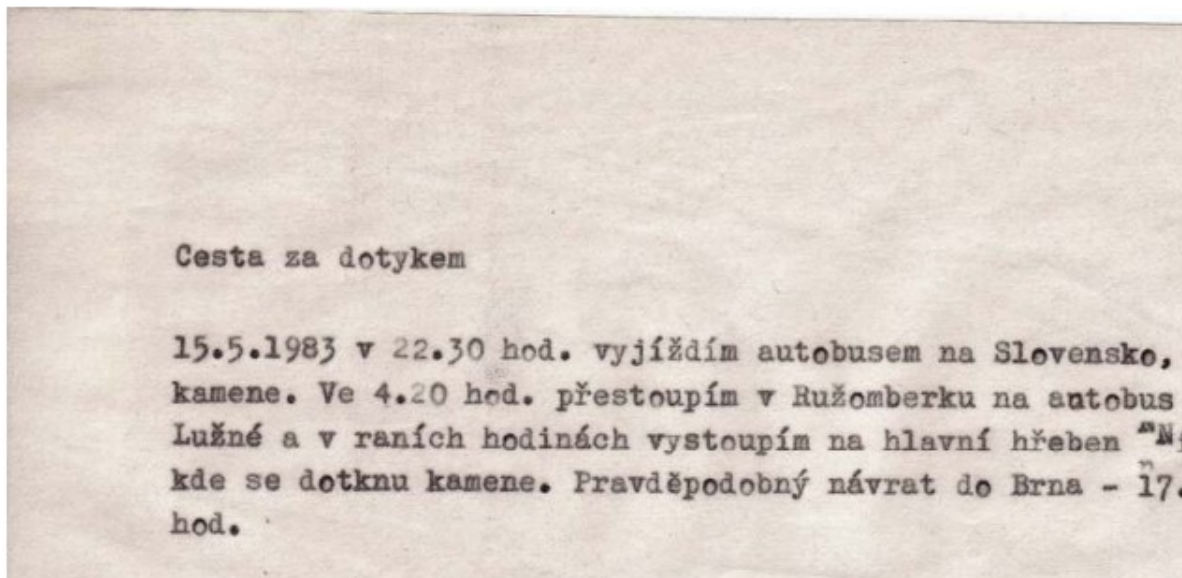 Cesta za dotykem
15.5.1983 v 22.30 hod. vyjíždím autobusem na Slovensko,
kamene. Ve 4.20 hod. přestoupím v Ružomberku na autobus
Lužné a v raních hodinách vystoupím na hlavní hřeben
kde se dotknu kamene. Pravděpodobný návrat do Brna - 17.
hod.